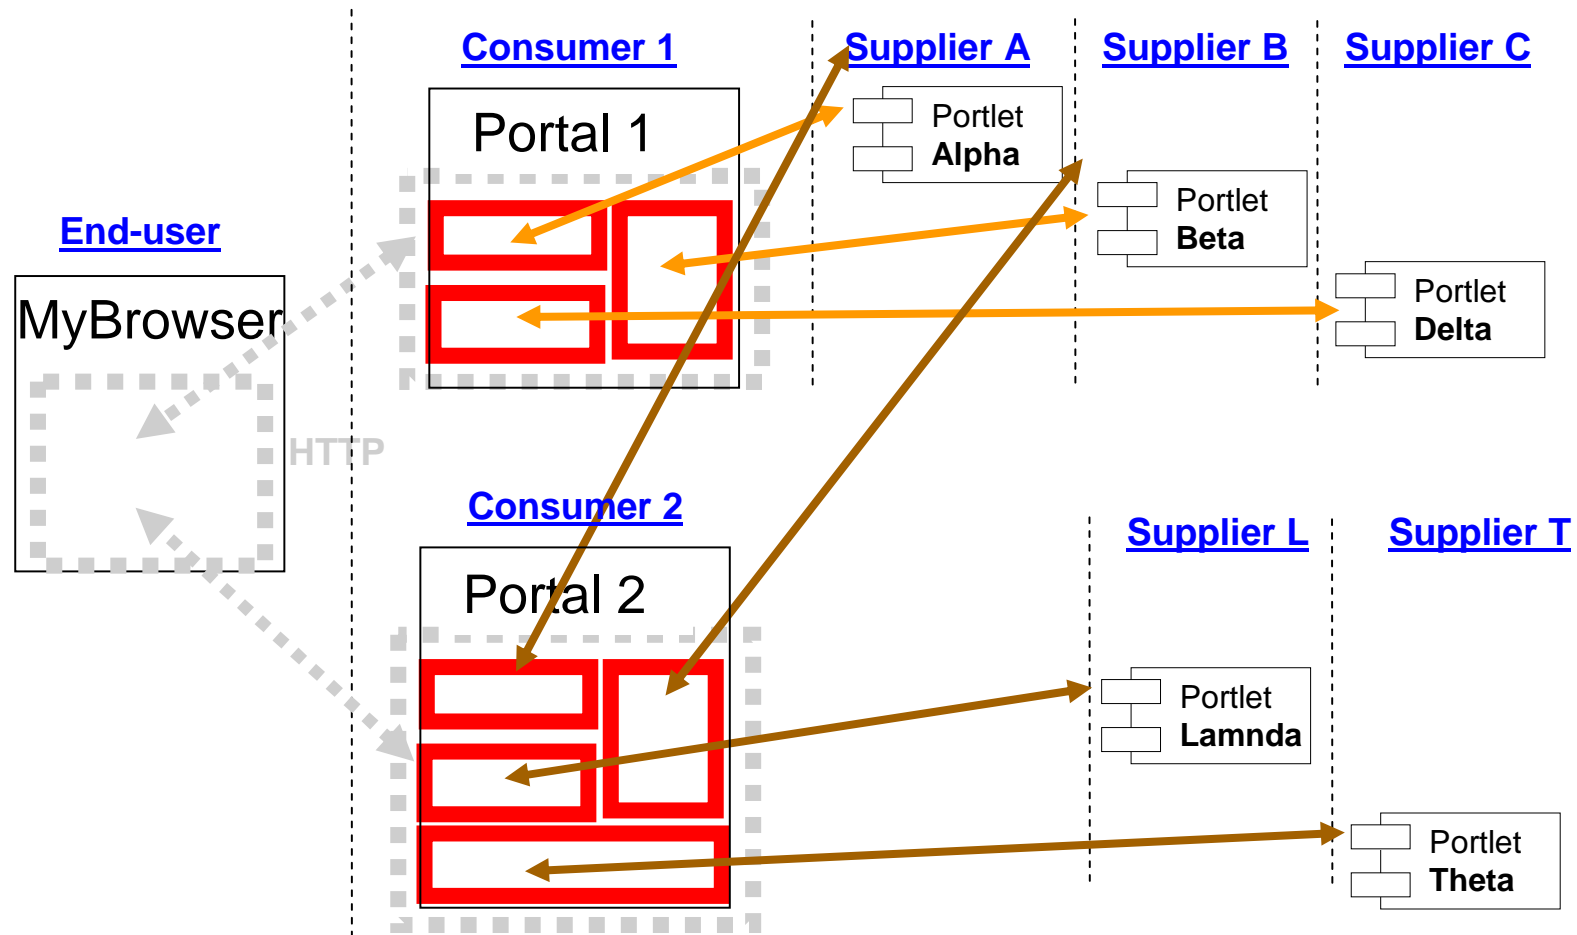 Consumer 1
Supplier A
Supplier B
Supplier C
Portal 1
Portlet
Alpha
Portlet
Beta
End-user
MyBrowser
Portlet
Delta
HTTP
Consumer 2
Supplier L
Supplier T
Portal 2
Portlet
Lamnda
Portlet
Theta